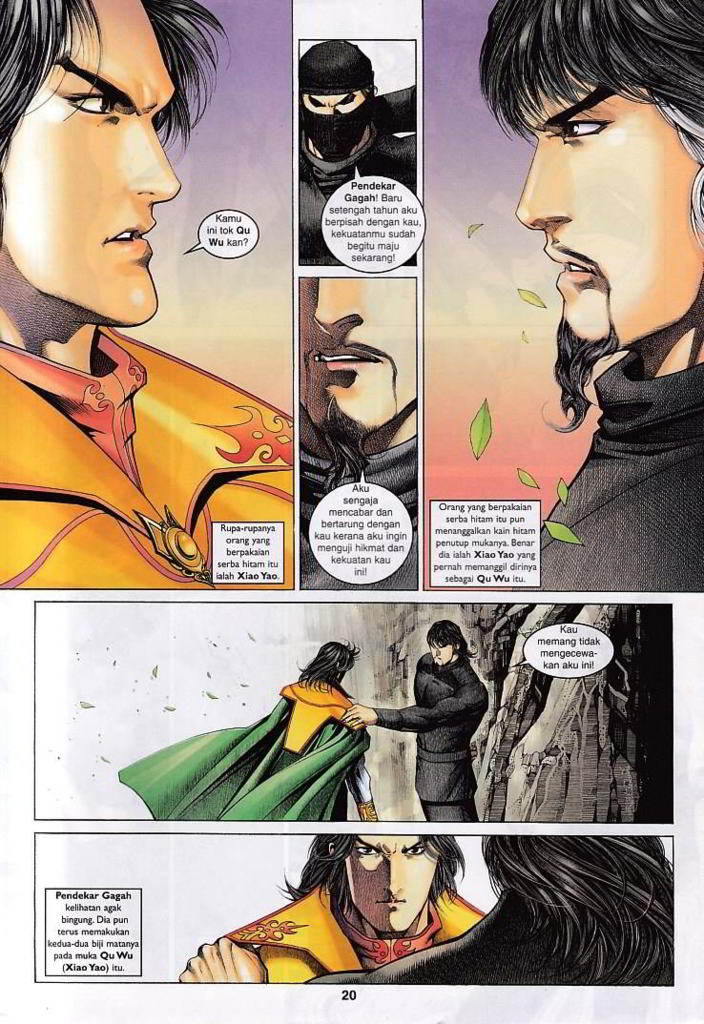 Kamu
ini tok Qu
Wu kan?
Pendekar
Gagah! Baru
setengah tahun aku
berpisah dengan kau,
kekuatanmu sudah
begitu maju
sekarang!
Aku
sengaja
mencabar dan
bertarung dengan
kau kerana aku ingin
menguji hikmat dan
kekuatan kau
ini!
Rupa-rupanya
orang yang
berpakaian
serba hitam itu
ialah Xiao Yao.
Orang yang berpakaian
serba hitam itu pun
menanggalkan kain hitam
penutup mukanya. Benar
dia ialah Xiao Yao yang
pernah memanggil dirinya
sebagai Qu Wu itu.
Kau
memang tidak
mengecewa-
kan aku ini!
Pendekar Gagah
kelihatan agak
bingung. Dia pun
terus memakukan
kedua-dua biji matanya
pada muka Qu Wu
(Xiao Yao) itu.
20